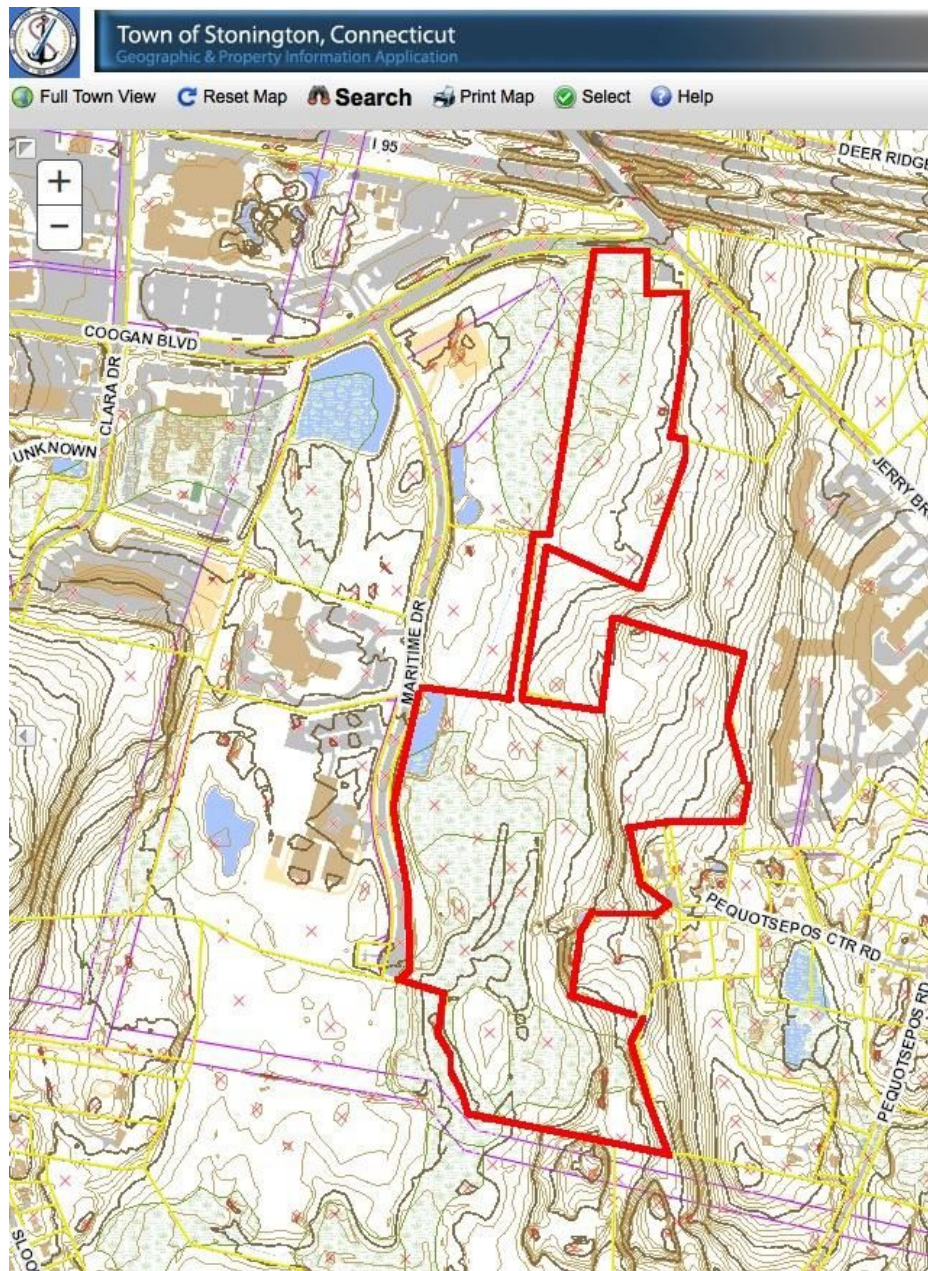 Town of Stonington, Connecticut
Geographic & Property Information Application
Full Town View Reset Map Search Print Map Select Help
I 95
DEER RIDGE
+
−
COOGAN BLVD
CLARA DR
UNKNOWN
JERRY BR
MARITIME DR
PEQUOTSEPOS CTR RD
PEQUOTSEPOS RD
SLOO